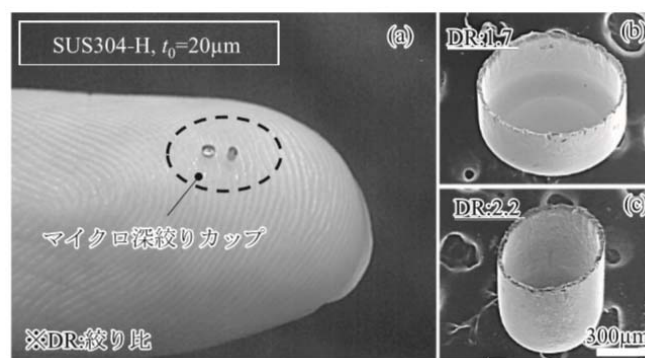 SUS304-H, t₀=20μm
(a)
マイクロ深絞りカップ
※DR:絞り比
DR:1.7
(b)
DR:2.2
(c)
300μm